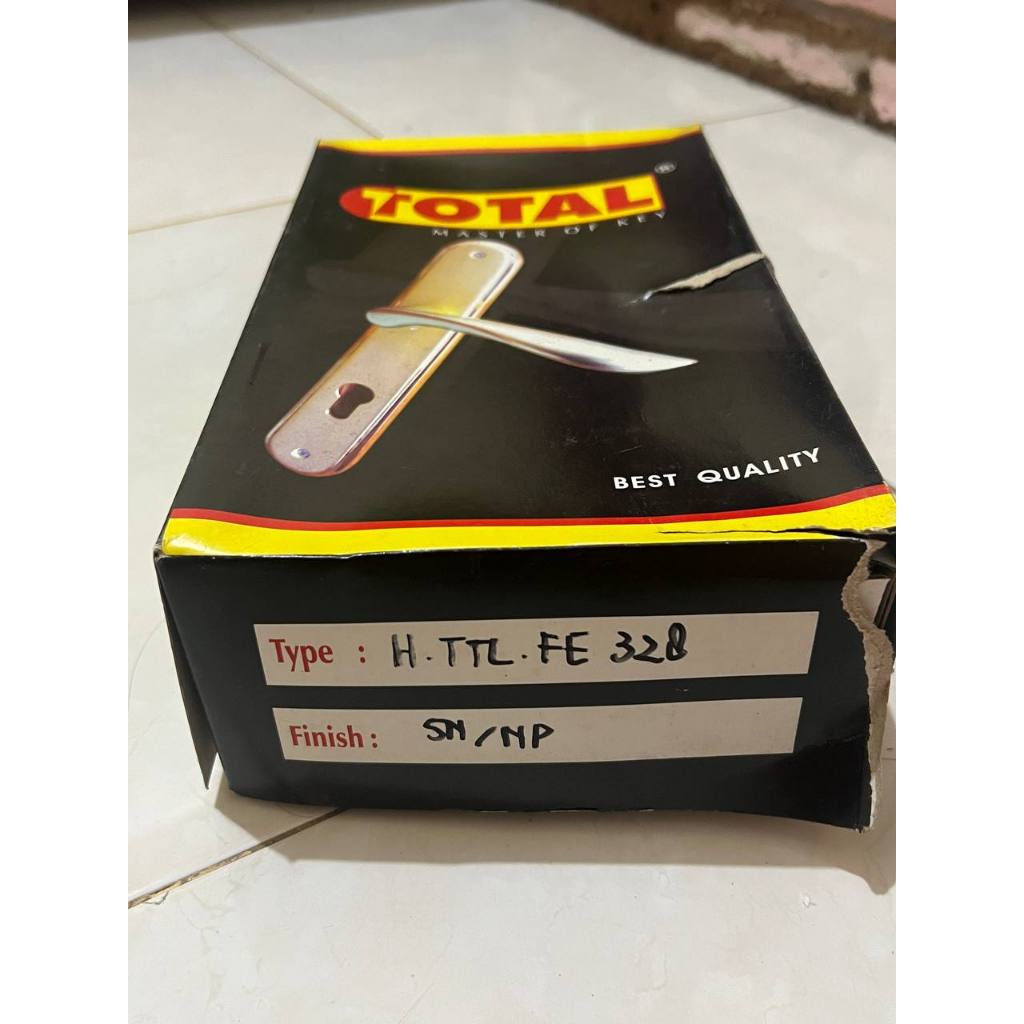 TOTAL ®
MASTER OF KEY
BEST QUALITY
Type : H.TTL.FE 328
Finish : SN/NP